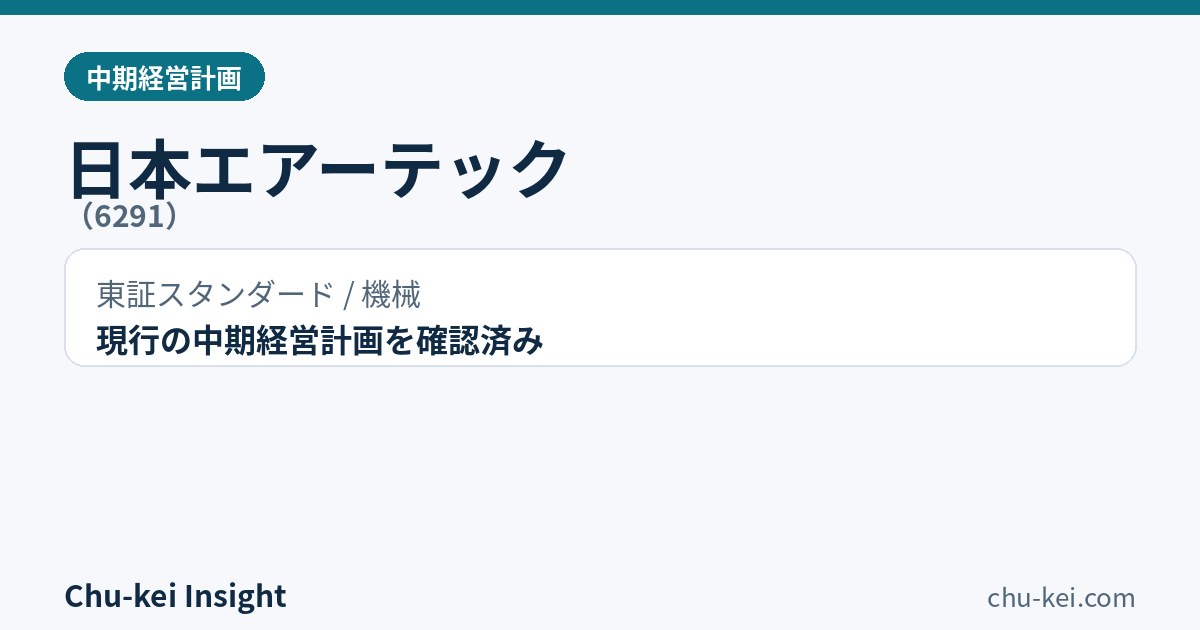 中期経営計画
日本エアーテック
（6291）
東証スタンダード / 機械
現行の中期経営計画を確認済み
Chu-kei Insight
chu-kei.com